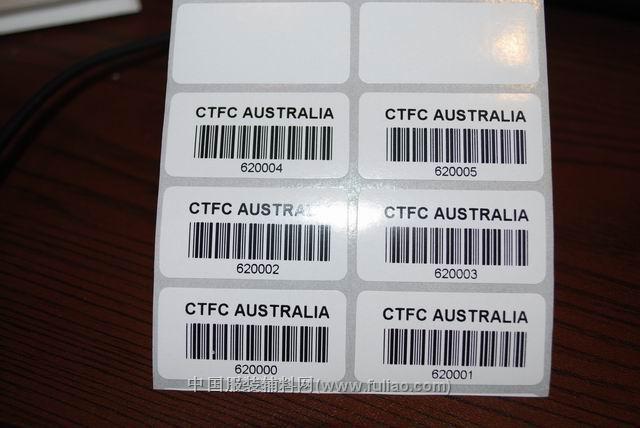 CTFC AUSTRALIA
620004
CTFC AUSTRALIA
620005
CTFC AUSTRALIA
620002
CTFC AUSTRALIA
620003
CTFC AUSTRALIA
620000
CTFC AUSTRALIA
620001
中国服装辅料网(www.fuliao.com)